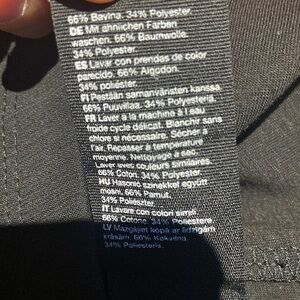 66% Bavlna. 34% Polyester.
DE Mit ähnlichen Farben
waschen. 66% Baumwolle.
34% Polyester.
ES Lavar con prendas de color
parecido. 66% Algodón.
34% poliéster.
FI Pestään samanväristen kanssa
66% Puuvillaa. 34% Polyesteriä.
FR Laver à la machine à l'eau
froide cycle délicat. Blanchir sans
chlore si nécessaire. Sécher à
l'air. Repasser à température
moyenne. Nettoyage à sec.
Laver avec couleurs similaires.
66% Coton. 34% Polyester.
HU Hasonló színekkel együtt
mosni. 66% Pamut.
34% Poliészter.
IT Lavare con colori simili
66% Cotone. 34% Poliestere.
LV Mazgājiet kopā ar līdzīgām
krāsām. 66% Kokvilna.
34% Poliesteris.